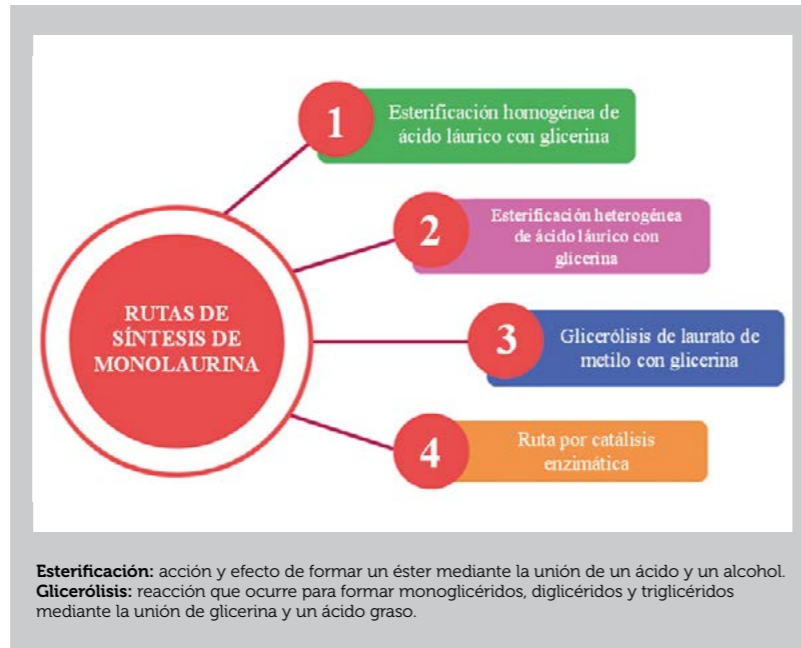 RUTAS DE
SÍNTESIS DE
MONOLAURINA
1
Esterificación homogénea de
ácido láurico con glicerina
2
Esterificación heterogénea
de ácido láurico con
glicerina
3
Glicerólisis de laurato de
metilo con glicerina
4
Ruta por catálisis
enzimática
Esterificación: acción y efecto de formar un éster mediante la unión de un ácido y un alcohol.
Glicerólisis: reacción que ocurre para formar monoglicéridos, diglicéridos y triglicéridos
mediante la unión de glicerina y un ácido graso.